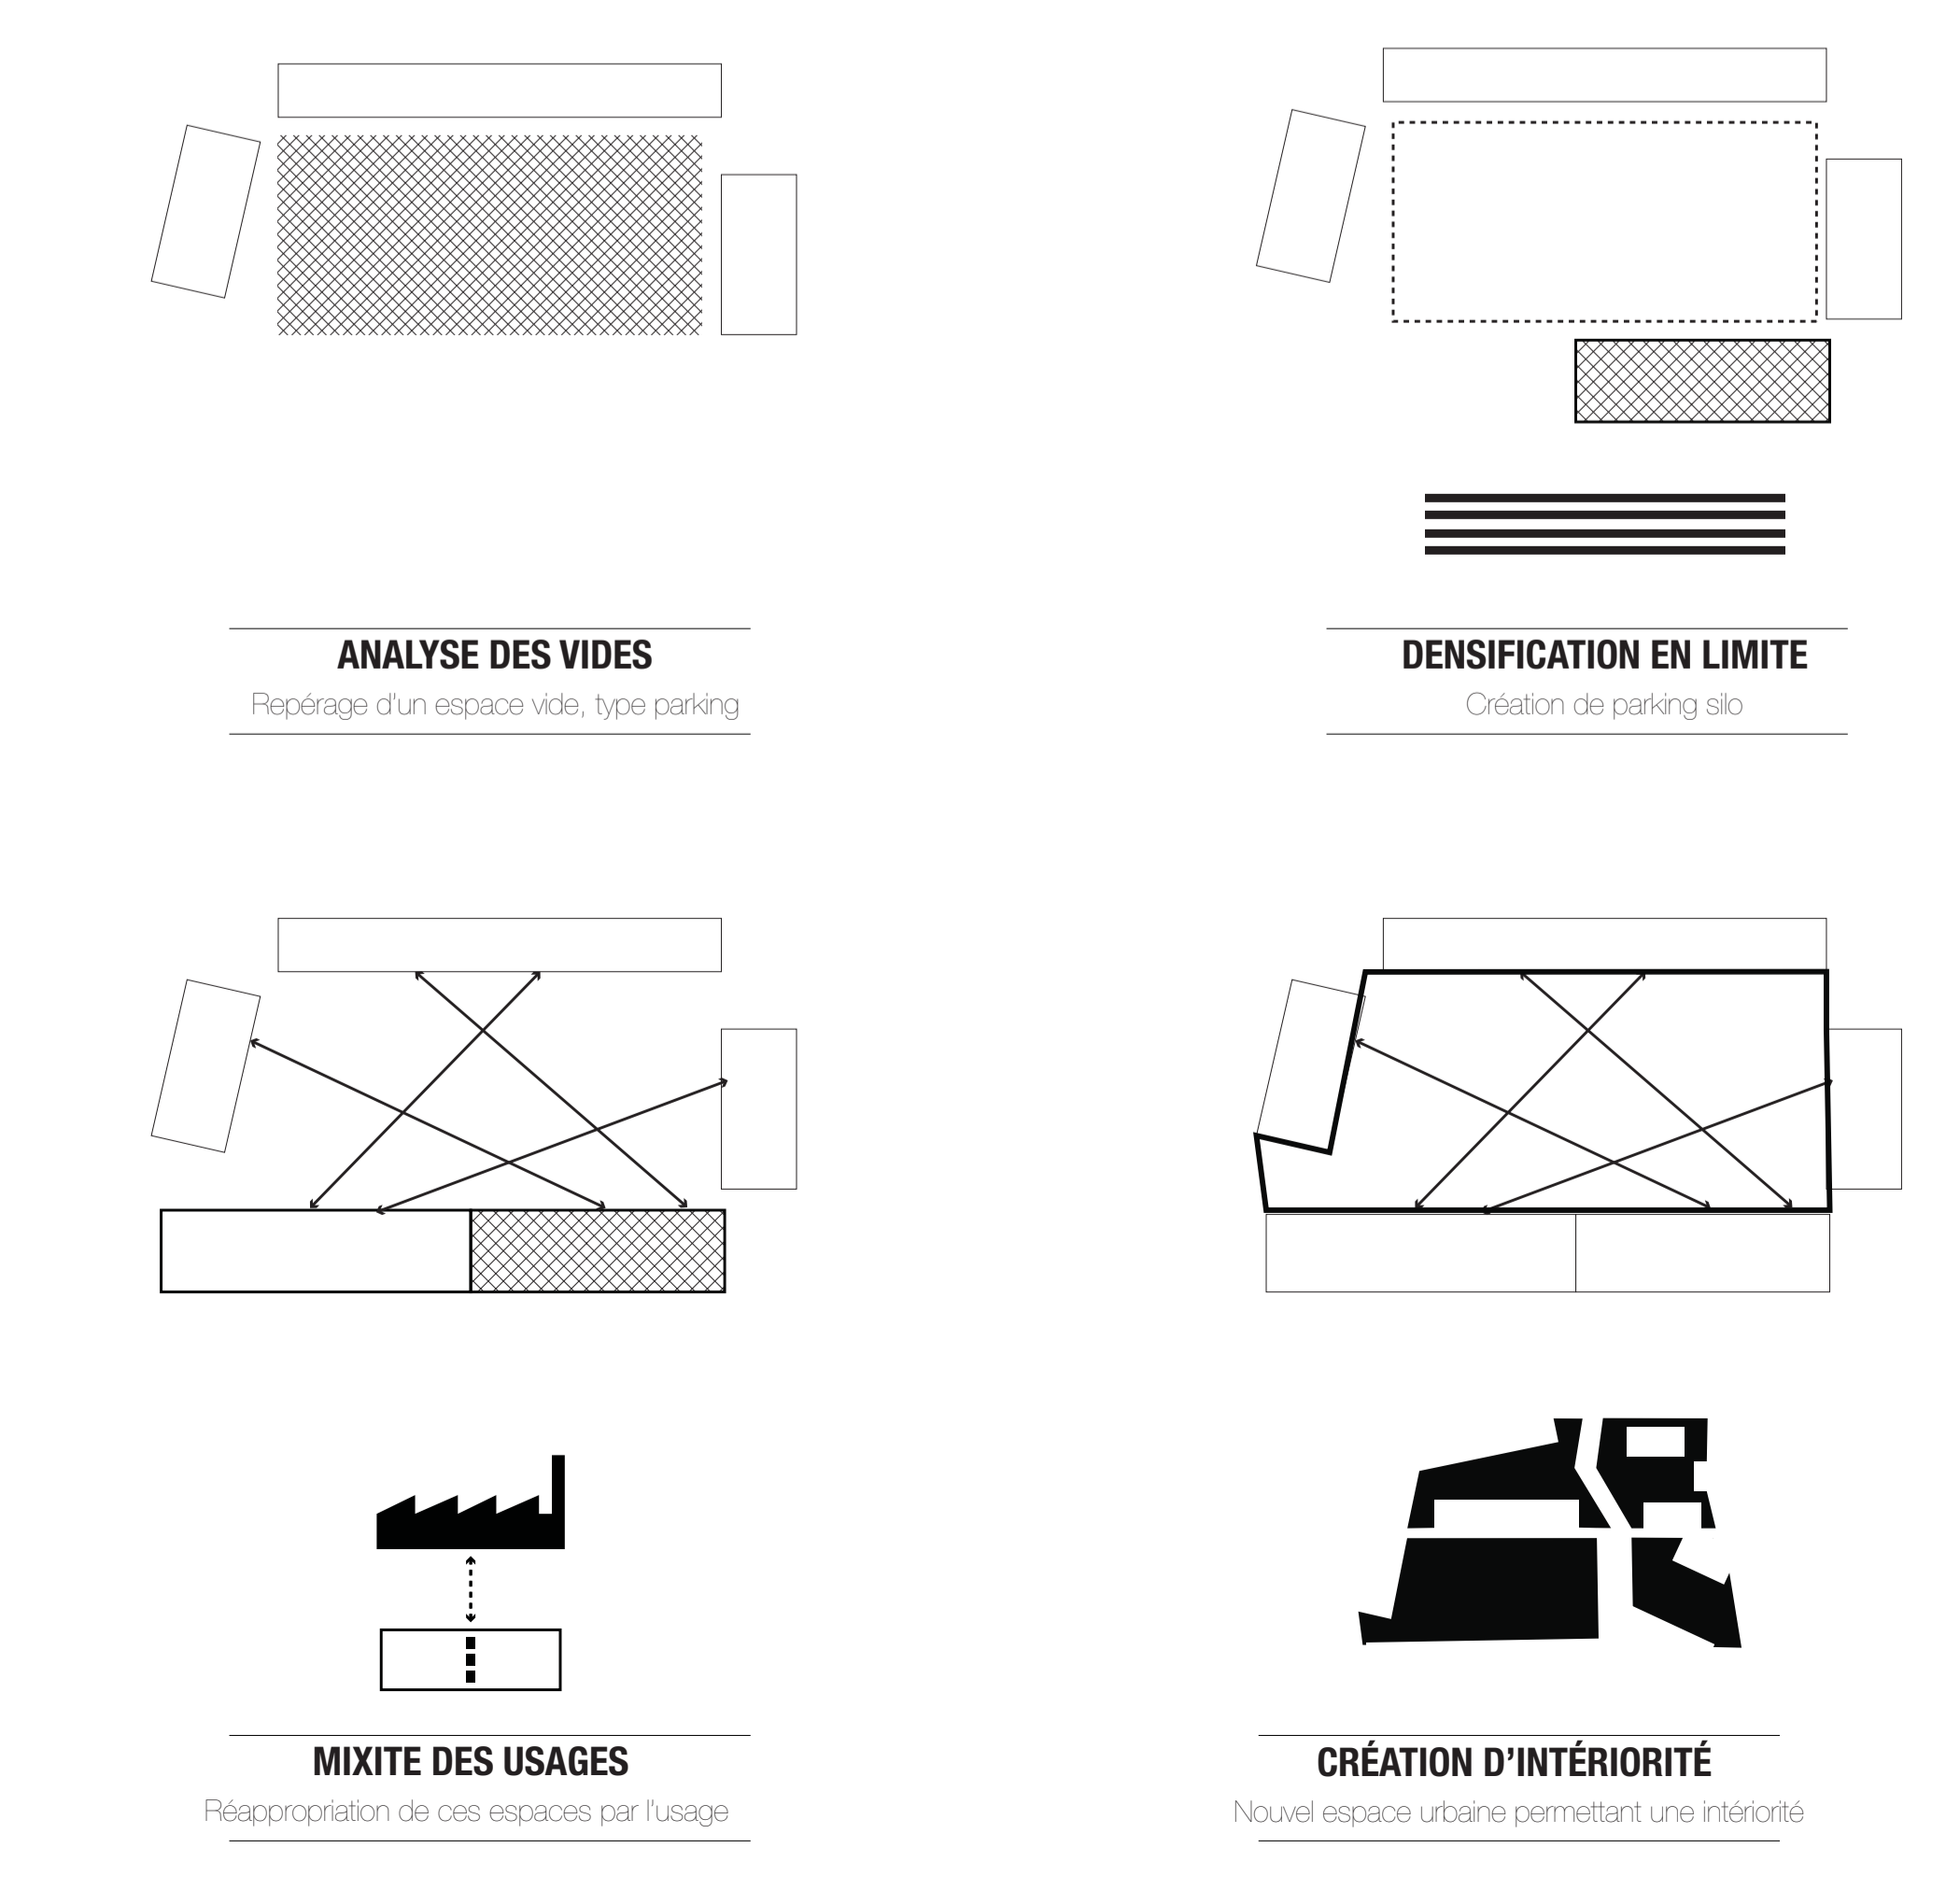 ANALYSE DES VIDES
Repérage d'un espace vide, type parking
DENSIFICATION EN LIMITE
Création de parking silo
MIXITE DES USAGES
Réappropriation de ces espaces par l'usage
CRÉATION D’INTÉRIORITÉ
Nouvel espace urbaine permettant une intériorité